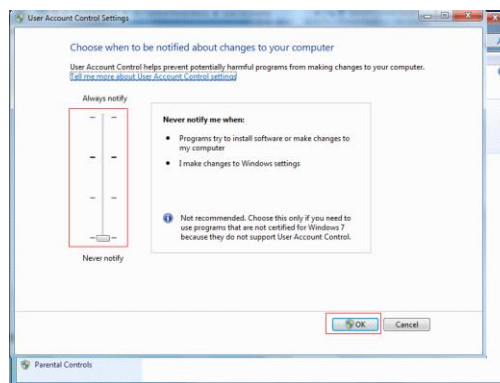 User Account Control Settings
Choose when to be notified about changes to your computer
User Account Control helps prevent potentially harmful programs from making changes to your computer.
Tell me more about User Account Control settings
Always notify
Never notify me when:
• Programs try to install software or make changes to
my computer
• I make changes to Windows settings
Not recommended. Choose this only if you need to
use programs that are not certified for Windows 7
because they do not support User Account Control.
Never notify
OK
Cancel
Parental Controls